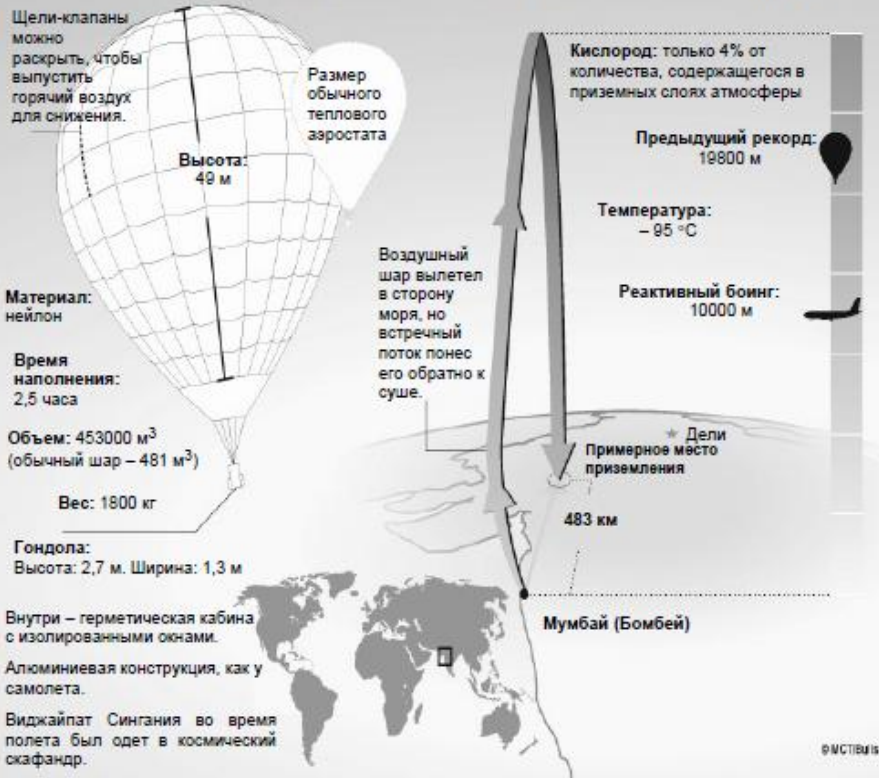 Щели-клапаны
можно
раскрыть, чтобы
выпустить
горячий воздух
для снижения.
Размер
обычного
теплового
аэростата
Высота:
49 м
Материал:
нейлон
Время
наполнения:
2,5 часа
Объем: 453000 м³
(обычный шар – 481 м³)
Вес: 1800 кг
Гондола:
Высота: 2,7 м. Ширина: 1,3 м
Внутри – герметическая кабина
с изолированными окнами.
Алюминиевая конструкция, как у
самолета.
Виджайпат Сингания во время
полета был одет в космический
скафандр.
Воздушный
шар вылетел
в сторону
моря, но
встречный
поток понес
его обратно к
суше.
Кислород: только 4% от
количества, содержащегося в
приземных слоях атмосферы
Предыдущий рекорд:
19800 м
Температура:
– 95 °C
Реактивный боинг:
10000 м
Дели
Примерное место
приземления
483 км
Мумбай (Бомбей)